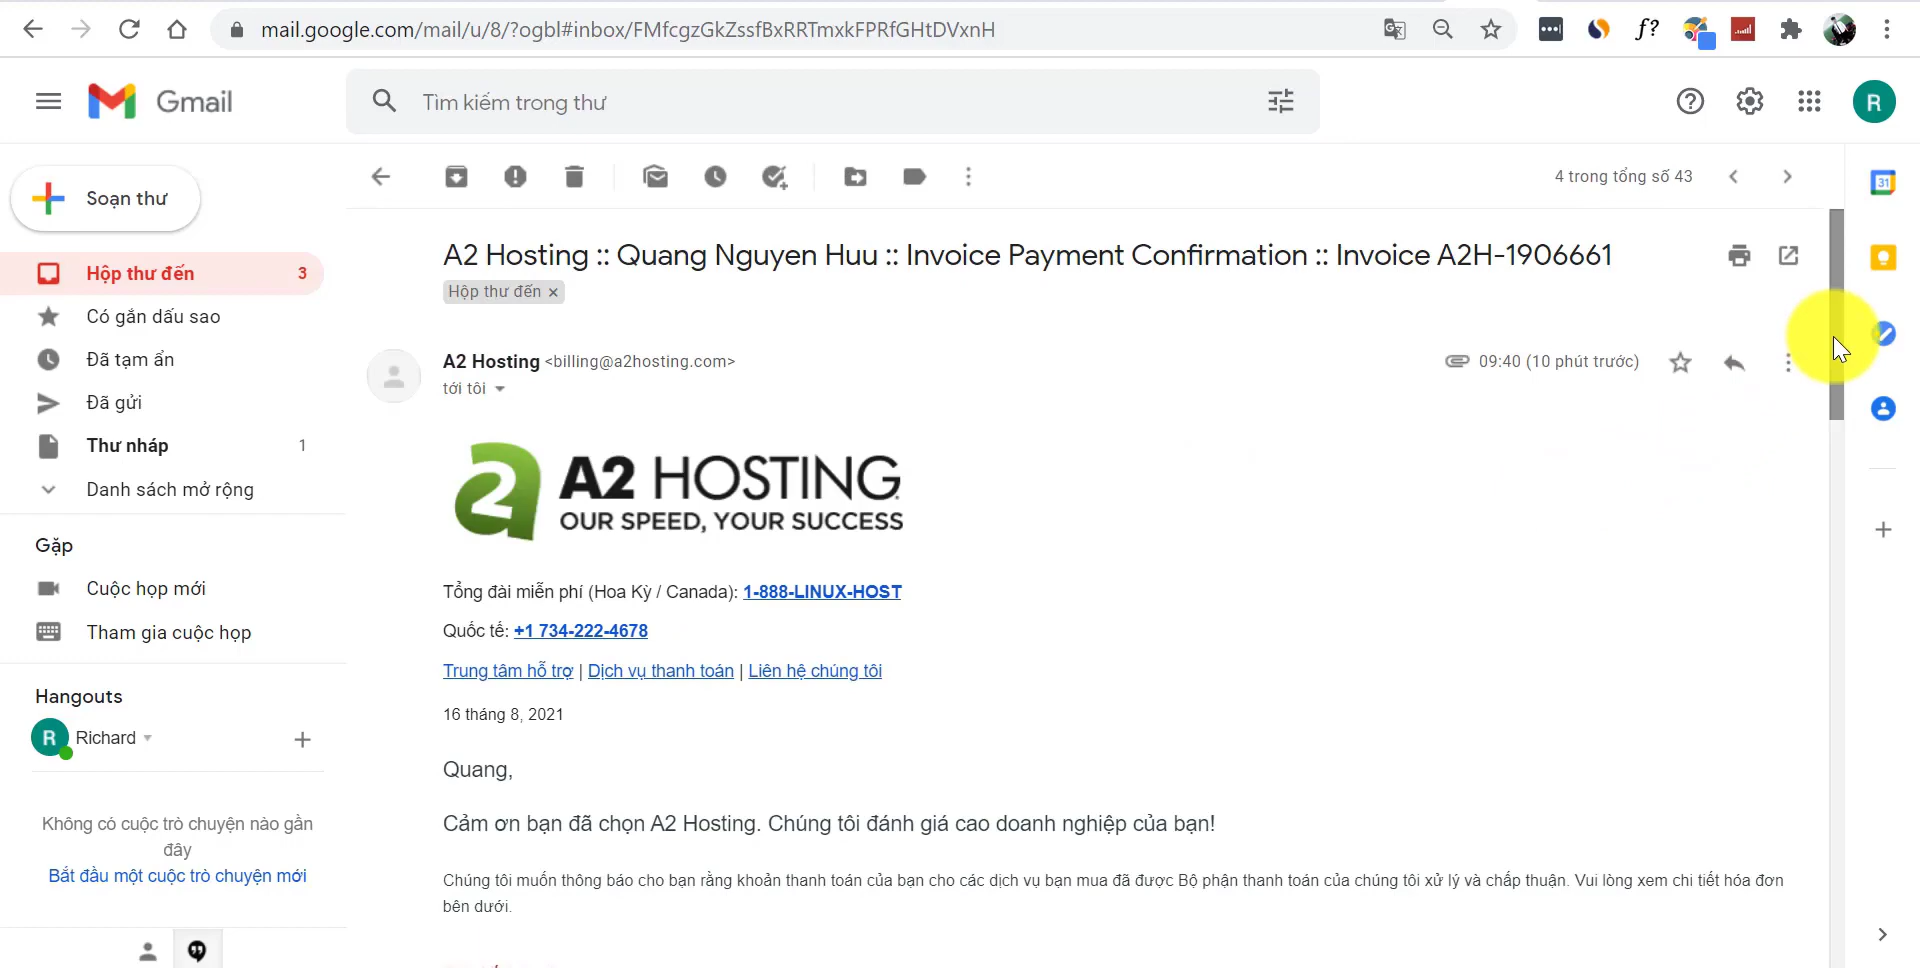 mail.google.com/mail/u/8/?ogbl#inbox/FMfcgzGkZssfBxRRTmxkFPRfGHtDVxnH
f?
Gmail
Tìm kiếm trong thư
R
Soạn thư
4 trong tổng số 43
31
Hộp thư đến 3
Có gắn dấu sao
Đã tạm ẩn
Đã gửi
Thư nháp 1
Danh sách mở rộng
Gặp
Cuộc họp mới
Tham gia cuộc họp
Hangouts
R Richard
Không có cuộc trò chuyện nào gần
đây
Bắt đầu một cuộc trò chuyện mới
A2 Hosting :: Quang Nguyen Huu :: Invoice Payment Confirmation :: Invoice A2H-1906661
Hộp thư đến ×
A2 Hosting <billing@a2hosting.com>
09:40 (10 phút trước)
tới tôi
a2 A2 HOSTING
OUR SPEED, YOUR SUCCESS
Tổng đài miễn phí (Hoa Kỳ / Canada): 1-888-LINUX-HOST
Quốc tế: +1 734-222-4678
Trung tâm hỗ trợ | Dịch vụ thanh toán | Liên hệ chúng tôi
16 tháng 8, 2021
Quang,
Cảm ơn bạn đã chọn A2 Hosting. Chúng tôi đánh giá cao doanh nghiệp của bạn!
Chúng tôi muốn thông báo cho bạn rằng khoản thanh toán của bạn cho các dịch vụ bạn mua đã được Bộ phận thanh toán của chúng tôi xử lý và chấp thuận. Vui lòng xem chi tiết hóa đơn
bên dưới.